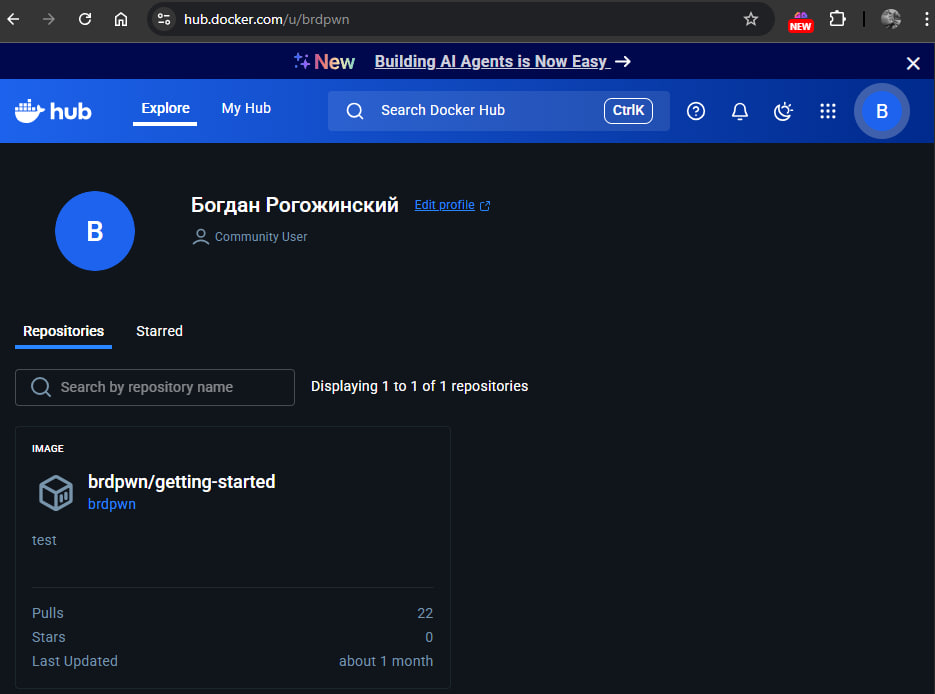 hub.docker.com/u/brdpwn
NEW
New Building AI Agents is Now Easy
hub Explore My Hub Search Docker Hub CtrlK B
B
Богдан Рогожинский Edit profile
Community User
Repositories Starred
Search by repository name Displaying 1 to 1 of 1 repositories
IMAGE
brdpwn/getting-started
brdpwn
test
Pulls 22
Stars 0
Last Updated about 1 month